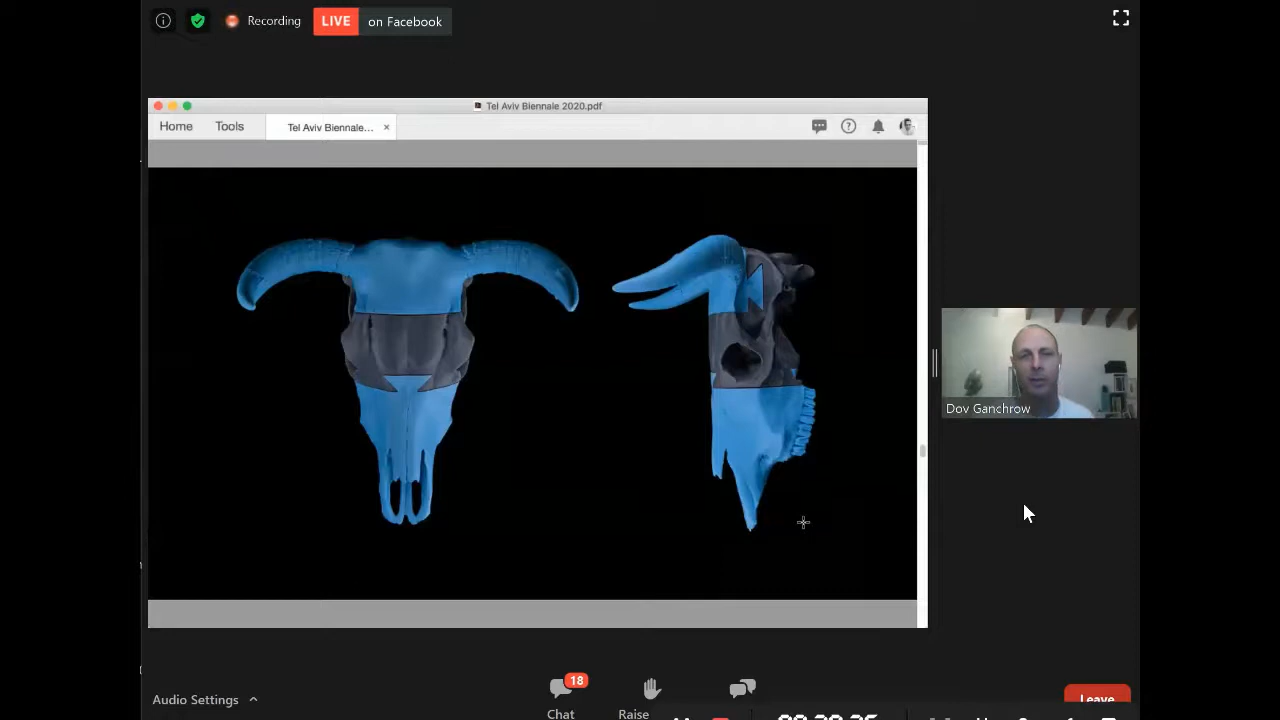 Recording
LIVE on Facebook
Tel Aviv Biennale 2020.pdf
Home Tools Tel Aviv Biennale...
Dov Ganchrow
Audio Settings
18
Chat
Raise
Leave